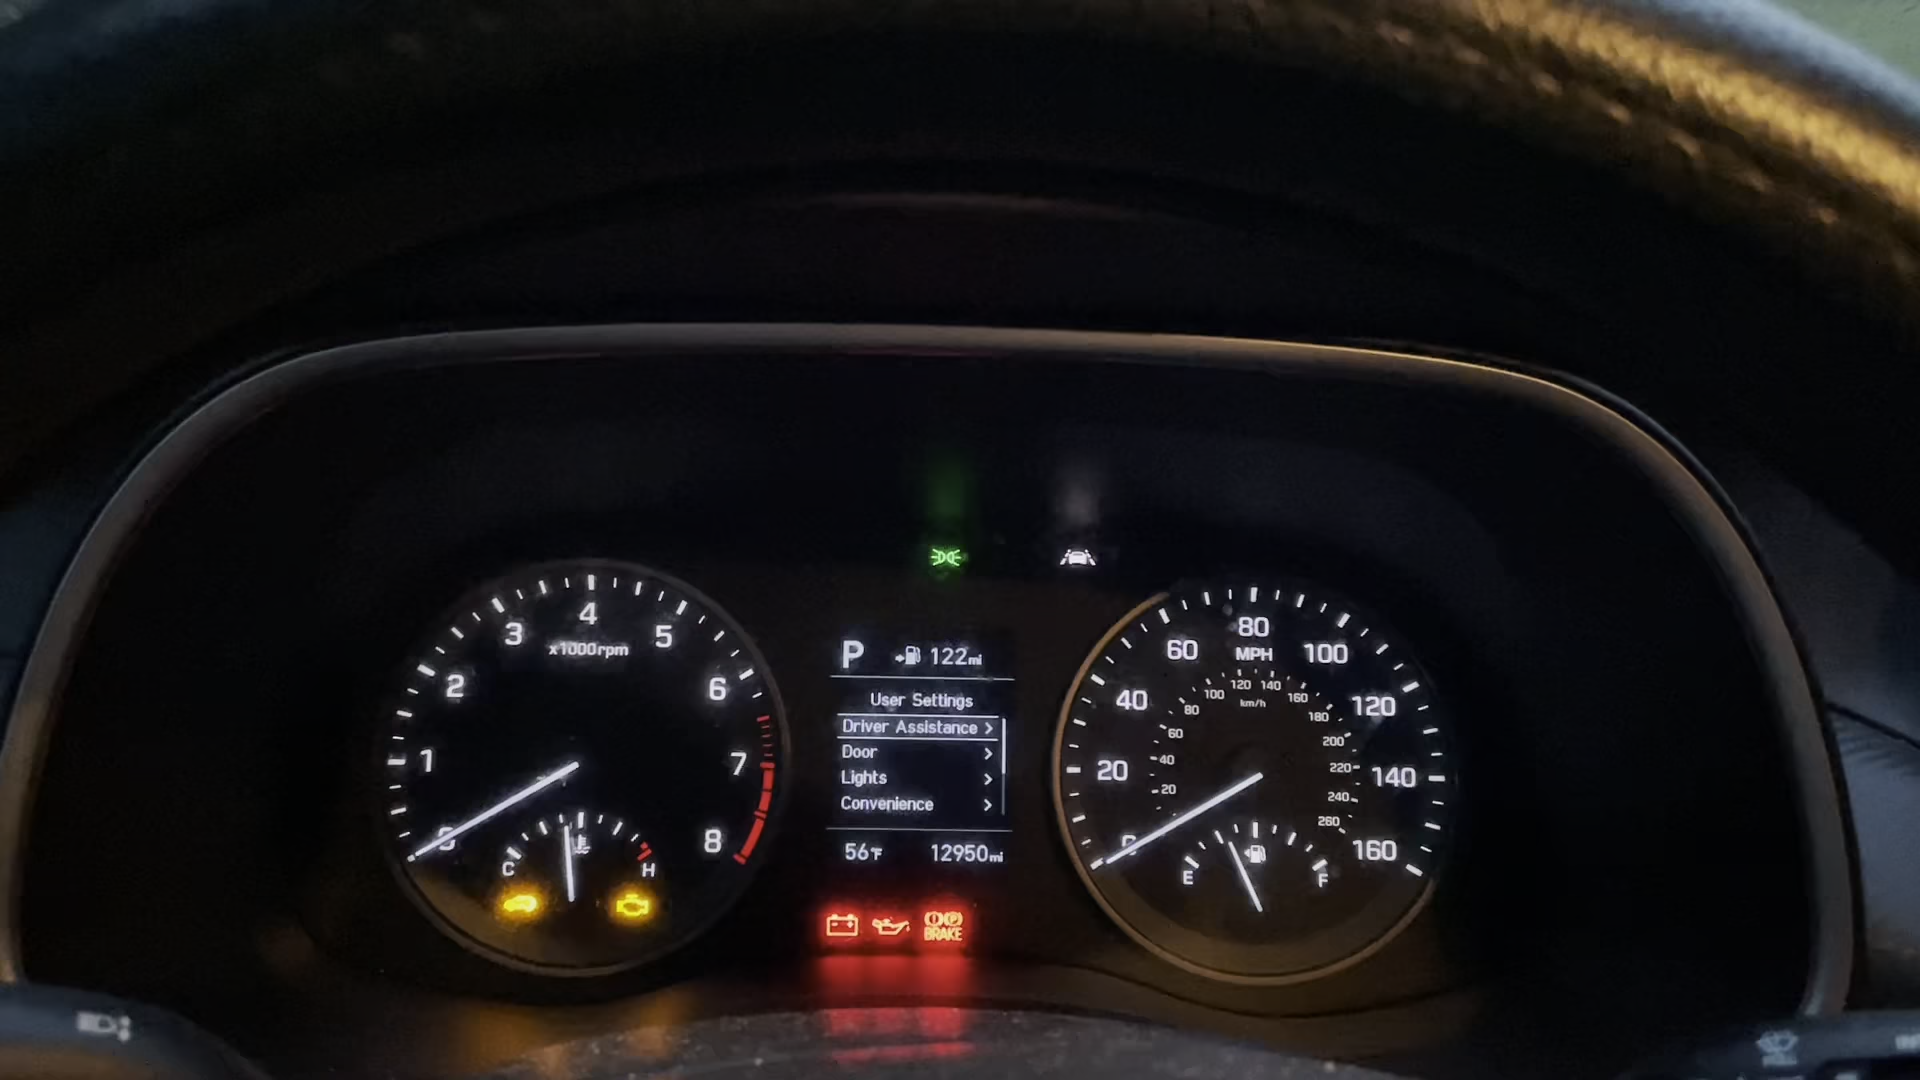 P 122mi
User Settings
Driver Assistance >
Door >
Lights >
Convenience >
56°F 12950mi
BRAKE
0 1 2 3 4 5 6 7 8
x1000rpm
C H
0 20 40 60 80 100 120 140 160
MPH
20 40 60 80 100 120 140 160 180 200 220 240 260
km/h
E F